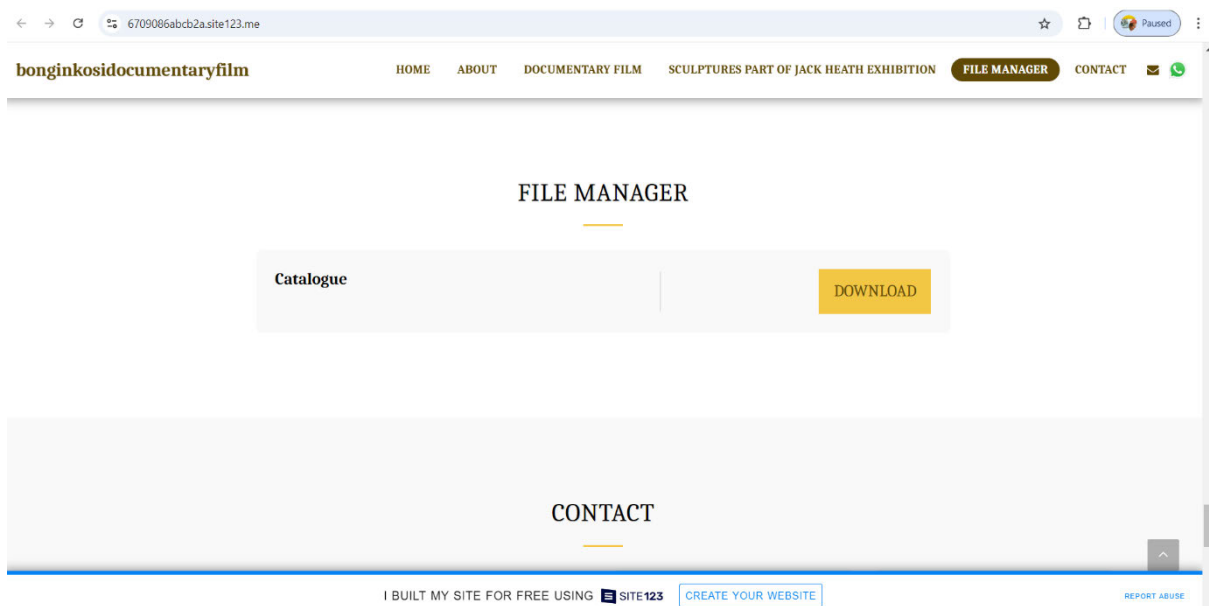 6709086abcb2a.site123.me Paused
bonginkosidocumentaryfilm HOME ABOUT DOCUMENTARY FILM SCULPTURES PART OF JACK HEATH EXHIBITION FILE MANAGER CONTACT
FILE MANAGER
Catalogue DOWNLOAD
CONTACT
I BUILT MY SITE FOR FREE USING SITE123 CREATE YOUR WEBSITE REPORT ABUSE